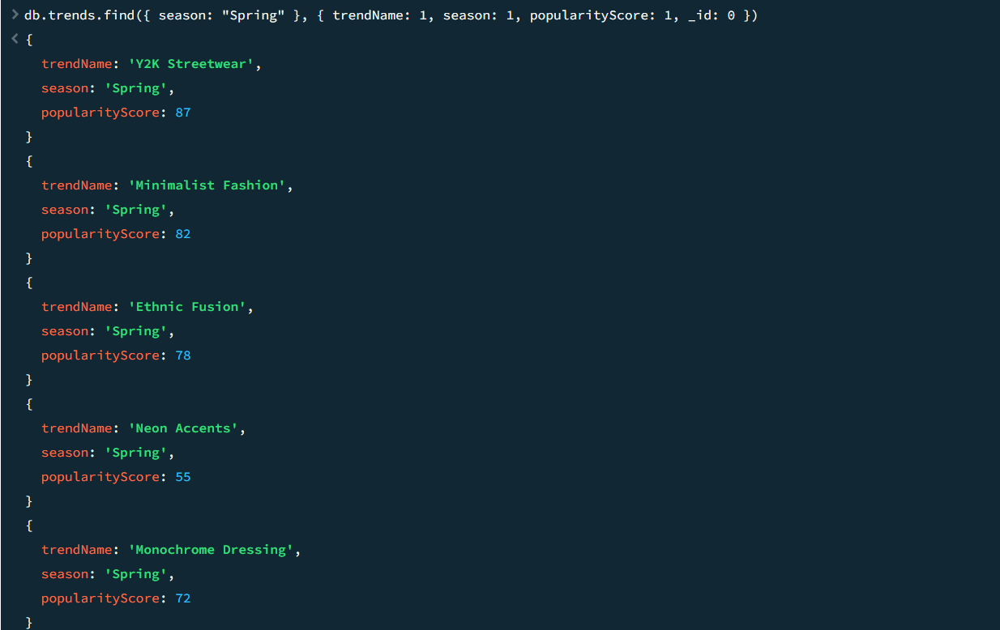 > db.trends.find({ season: "Spring" }, { trendName: 1, season: 1, popularityScore: 1, _id: 0 })
< {
trendName: 'Y2K Streetwear',
season: 'Spring',
popularityScore: 87
}
{
trendName: 'Minimalist Fashion',
season: 'Spring',
popularityScore: 82
}
{
trendName: 'Ethnic Fusion',
season: 'Spring',
popularityScore: 78
}
{
trendName: 'Neon Accents',
season: 'Spring',
popularityScore: 55
}
{
trendName: 'Monochrome Dressing',
season: 'Spring',
popularityScore: 72
}